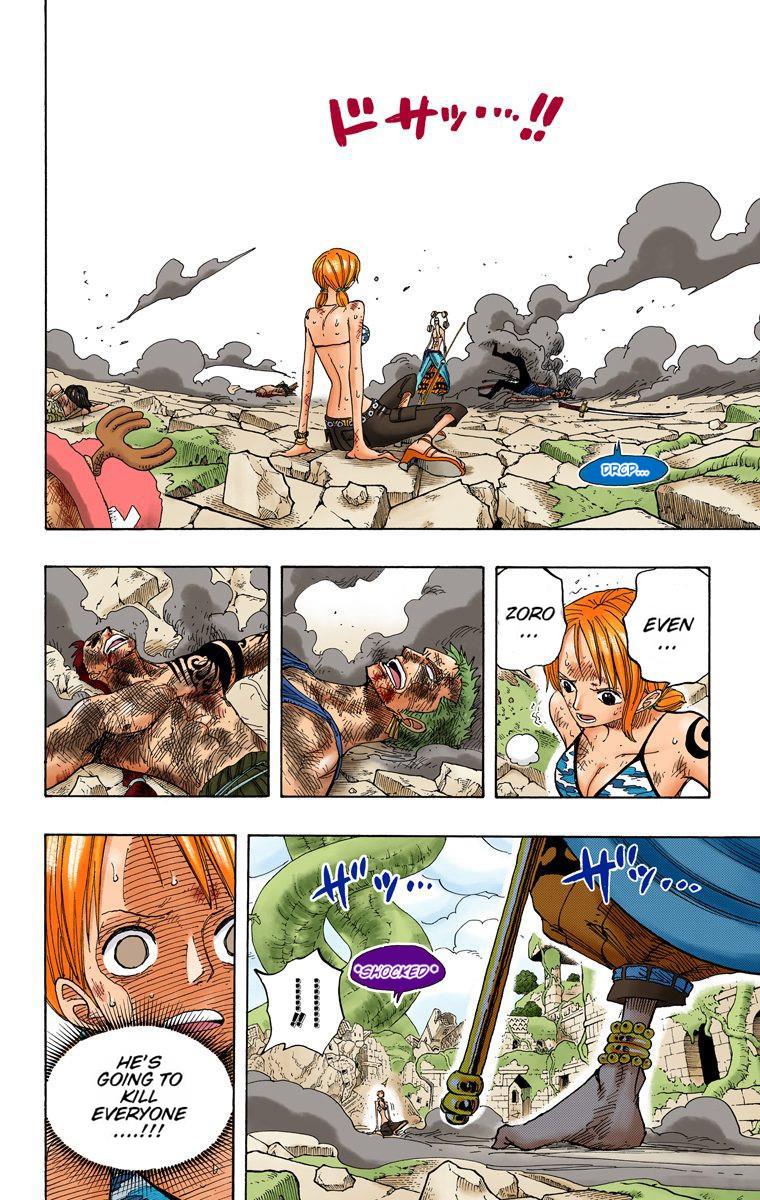 ドサッ…‥!!
DROP...
EVEN
...
ZORO
...
HE'S
GOING TO
KILL
EVERYONE
....!!!
ザッ…
ザッ…
*SHOCKED*
........!!